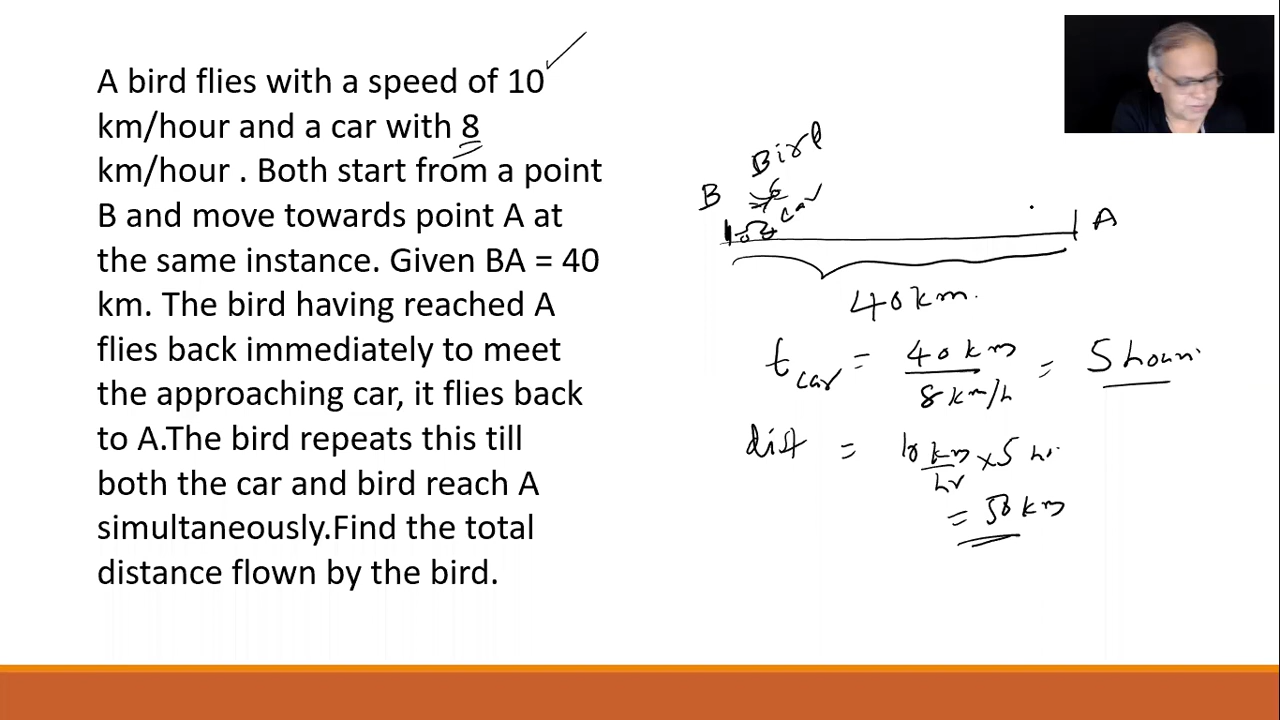 A bird flies with a speed of 10
km/hour and a car with 8
km/hour . Both start from a point
B and move towards point A at
the same instance. Given BA = 40
km. The bird having reached A
flies back immediately to meet
the approaching car, it flies back
to A.The bird repeats this till
both the car and bird reach A
simultaneously.Find the total
distance flown by the bird.
Bird
B
car
A
40 km.
t car = 40 km / 8 km/h = 5 hours
dist = 10 km/hr x 5 hr
= 50 km